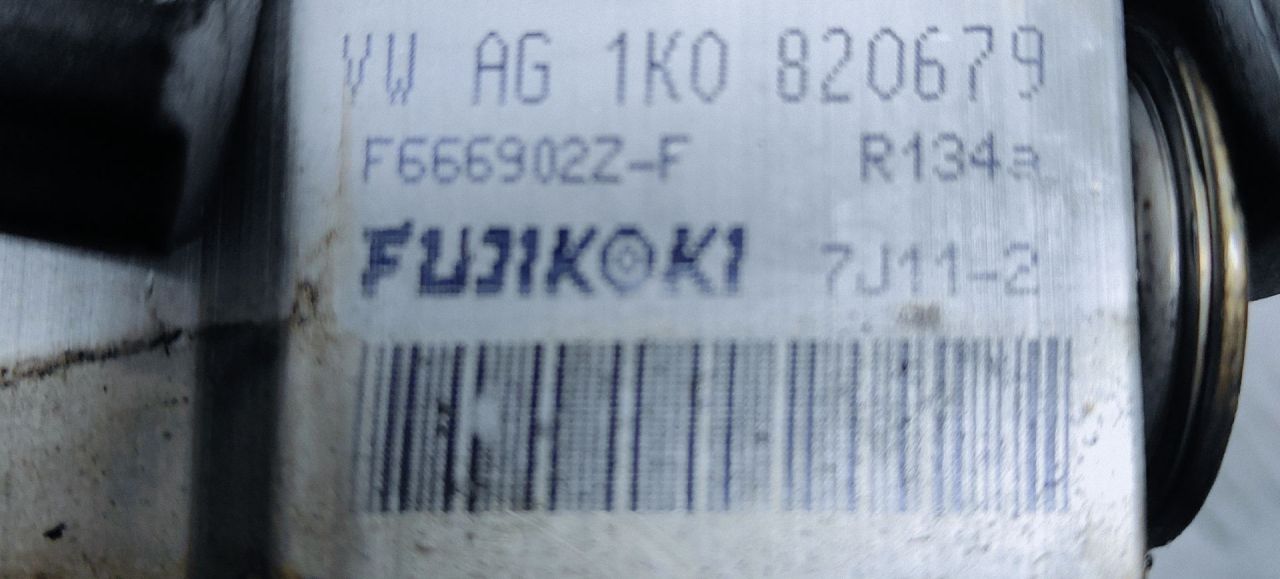 VW AG 1K0 820679
F666902Z-F R134a
FUJIKOKI 7J11-2